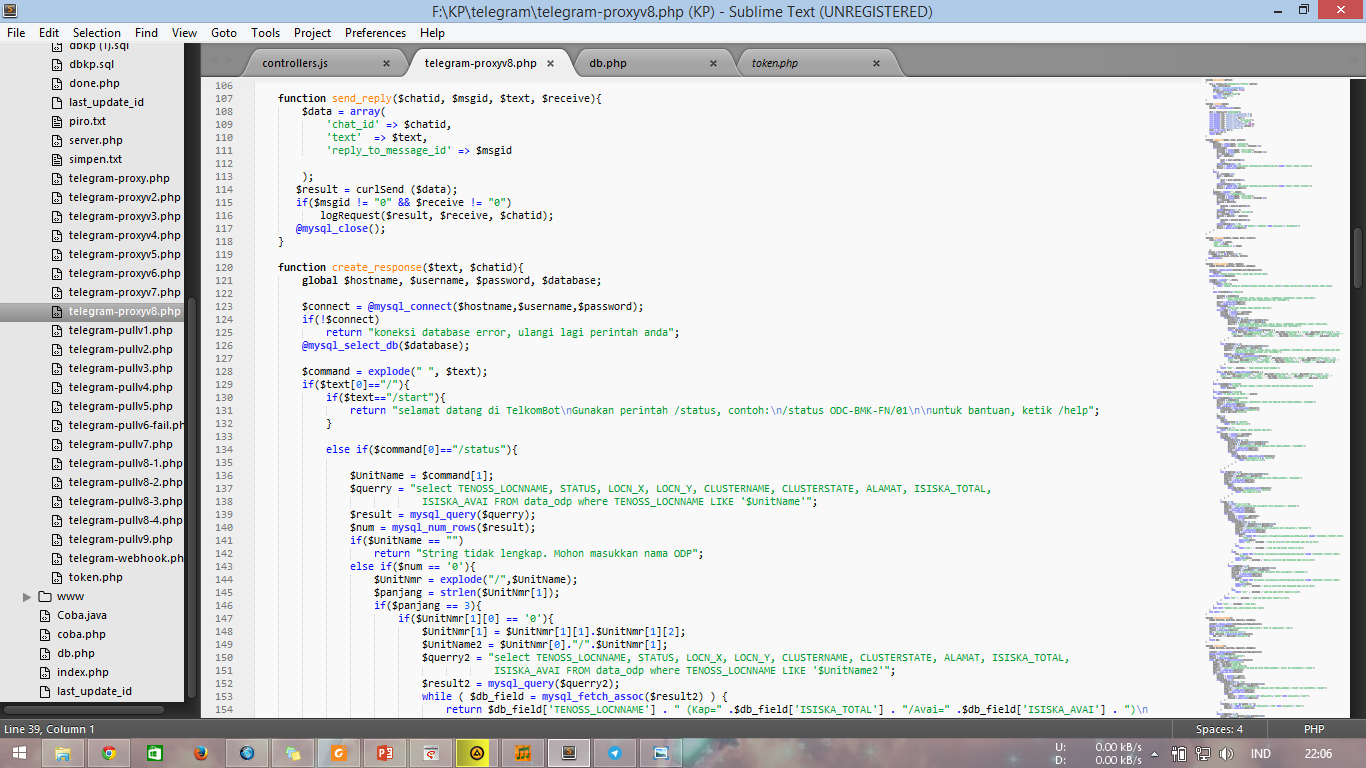 F:\KP\telegram\telegram-proxyv8.php (KP) - Sublime Text (UNREGISTERED)
File Edit Selection Find View Goto Tools Project Preferences Help
dbkp (1).sql
dbkp.sql
done.php
last_update_id
piro.txt
server.php
simpen.txt
telegram-proxy.php
telegram-proxyv2.php
telegram-proxyv3.php
telegram-proxyv4.php
telegram-proxyv5.php
telegram-proxyv6.php
telegram-proxyv7.php
telegram-proxyv8.php
telegram-pullv1.php
telegram-pullv2.php
telegram-pullv3.php
telegram-pullv4.php
telegram-pullv5.php
telegram-pullv6-fail.ph
telegram-pullv7.php
telegram-pullv8-1.php
telegram-pullv8-2.php
telegram-pullv8-3.php
telegram-pullv8-4.php
telegram-pullv9.php
telegram-webhook.ph
token.php
www
Coba.java
coba.php
db.php
index.php
last_update_id
controllers.js telegram-proxyv8.php db.php token.php
106
107 function send_reply($chatid, $msgid, $text, $receive){
108 $data = array(
109 'chat_id' => $chatid,
110 'text'  => $text,
111 'reply_to_message_id' => $msgid
112
113 );
114 $result = curlSend ($data);
115 if($msgid != "0" && $receive != "0")
116 logRequest($result, $receive, $chatid);
117 @mysql_close();
118 }
119
120 function create_response($text, $chatid){
121 global $hostname, $username, $password, $database;
122
123 $connect = @mysql_connect($hostname,$username,$password);
124 if(!$connect)
125 return "koneksi database error, ulangi lagi perintah anda";
126 @mysql_select_db($database);
127
128 $command = explode(" ", $text);
129 if($text[0]=="/"){
130 if($text=="/start"){
131 return "selamat datang di TelkomBot\nGunakan perintah /status, contoh:\n/status ODC-BMK-FN/01\n\nuntuk bantuan, ketik /help";
132 }
133
134 else if($command[0]=="/status"){
135
136 $UnitName = $command[1];
137 $querry = "select TENOSS_LOCNNAME, STATUS, LOCN_X, LOCN_Y, CLUSTERNAME, CLUSTERSTATE, ALAMAT, ISISKA_TOTAL,
138 ISISKA_AVAI FROM data_odp where TENOSS_LOCNNAME LIKE '$UnitName'";
139 $result = mysql_query($querry);
140 $num = mysql_num_rows($result);
141 if($UnitName == "")
142 return "String tidak lengkap. Mohon masukkan nama ODP";
143 else if($num == '0'){
144 $UnitNmr = explode("/",$UnitName);
145 $panjang = strlen($UnitNmr[1]);
146 if($panjang == 3){
147 if($UnitNmr[1][0] == '0'){
148 $UnitNmr[1] = $UnitNmr[1][1].$UnitNmr[1][2];
149 $UnitName2 = $UnitNmr[0]."/".$UnitNmr[1];
150 $querry2 = "select TENOSS_LOCNNAME, STATUS, LOCN_X, LOCN_Y, CLUSTERNAME, CLUSTERSTATE, ALAMAT, ISISKA_TOTAL,
151 ISISKA_AVAI FROM data_odp where TENOSS_LOCNNAME LIKE '$UnitName2'";
152 $result2 = mysql_query($querry2);
153 while ( $db_field = mysql_fetch_assoc($result2) ) {
154 return $db_field['TENOSS_LOCNNAME'] . " (Kap=" .$db_field['ISISKA_TOTAL'] . "/Avai=" .$db_field['ISISKA_AVAI'] . ")\n
Line 39, Column 1 Spaces: 4 PHP
U: 0.00 kB/s
D: 0.00 kB/s
IND 22:06